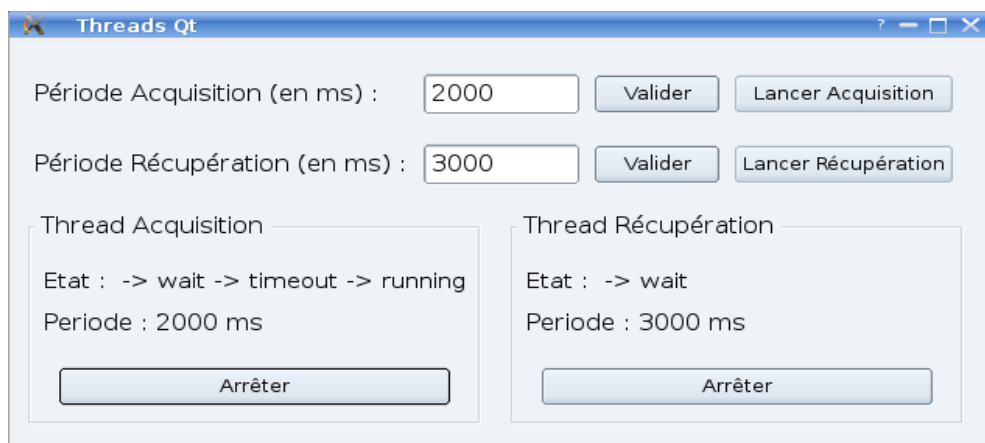 Threads Qt
?
Période Acquisition (en ms) : 2000 Valider Lancer Acquisition
Période Récupération (en ms) : 3000 Valider Lancer Récupération
Thread Acquisition
Etat : -> wait -> timeout -> running
Periode : 2000 ms
Arrêter
Thread Récupération
Etat : -> wait
Periode : 3000 ms
Arrêter